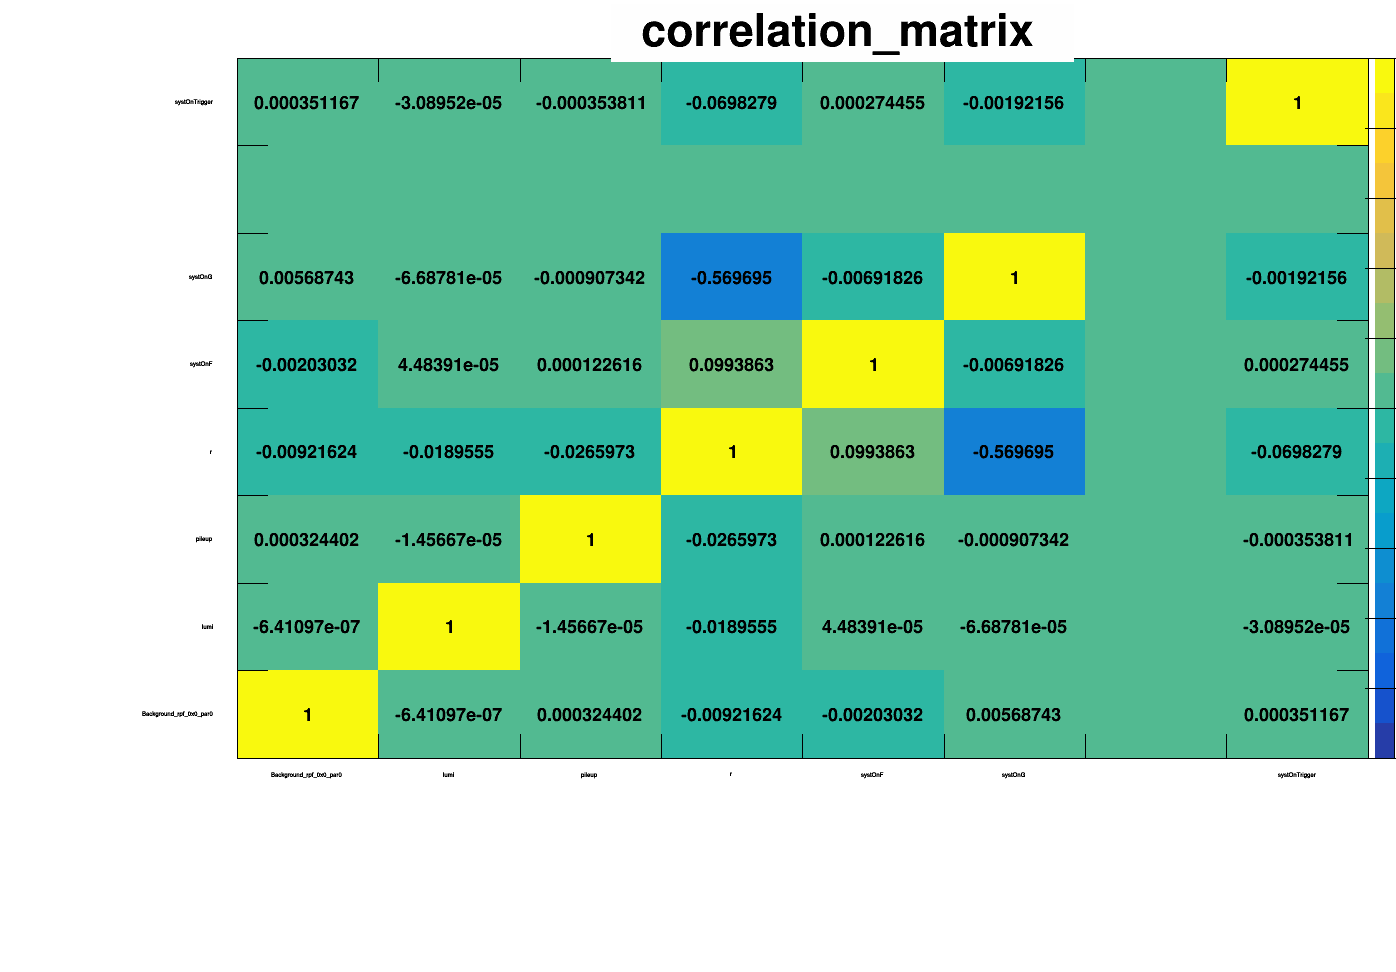 correlation_matrix
systOnTrigger 0.000351167 -3.08952e-05 -0.000353811 -0.0698279 0.000274455 -0.00192156 1
systOnG 0.00568743 -6.68781e-05 -0.000907342 -0.569695 -0.00691826 1 -0.00192156
systOnF -0.00203032 4.48391e-05 0.000122616 0.0993863 1 -0.00691826 0.000274455
r -0.00921624 -0.0189555 -0.0265973 1 0.0993863 -0.569695 -0.0698279
pileup 0.000324402 -1.45667e-05 1 -0.0265973 0.000122616 -0.000907342 -0.000353811
lumi -6.41097e-07 1 -1.45667e-05 -0.0189555 4.48391e-05 -6.68781e-05 -3.08952e-05
Background_rpf_0x0_par0 1 -6.41097e-07 0.000324402 -0.00921624 -0.00203032 0.00568743 0.000351167
Background_rpf_0x0_par0 lumi pileup r systOnF systOnG systOnTrigger